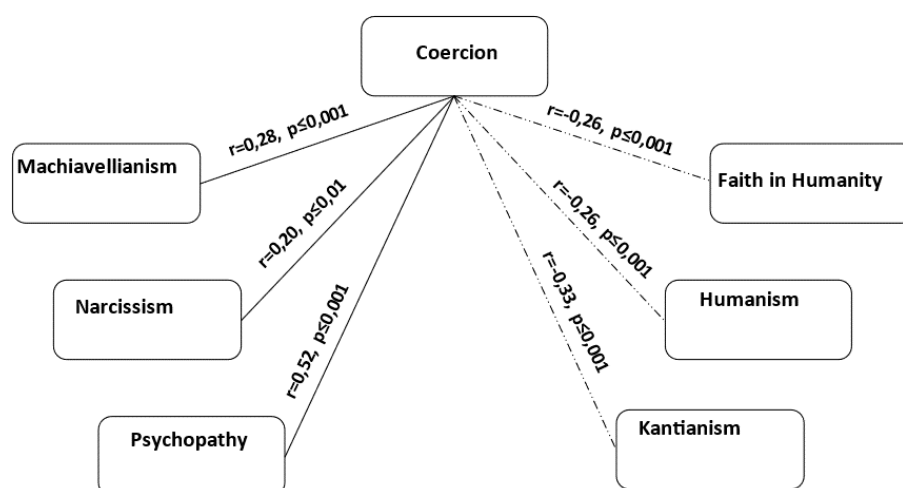 Coercion
r=0,28, p≤0,001
r=-0,26, p≤0,001
Machiavellianism
Faith in Humanity
r=0,20, p≤0,01
r=-0,26, p≤0,001
Narcissism
Humanism
r=0,52, p≤0,001
r=-0,33, p≤0,001
Psychopathy
Kantianism